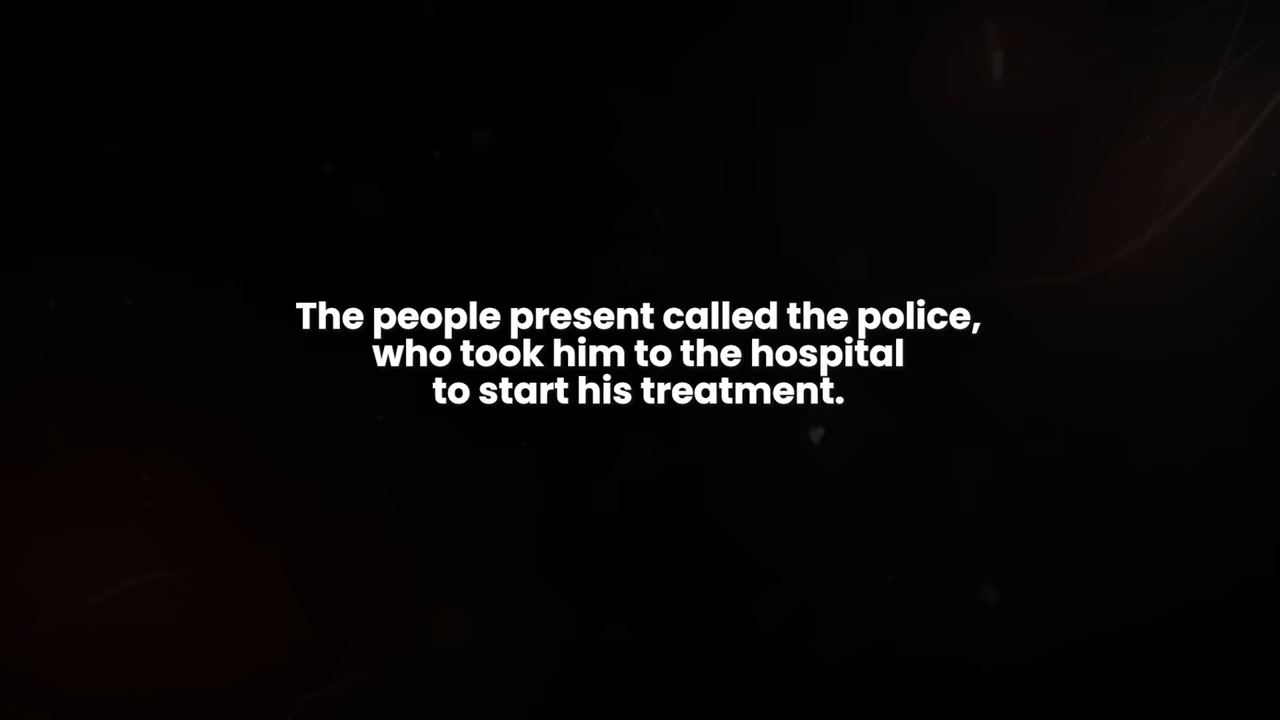 The people present called the police,
who took him to the hospital
to start his treatment.